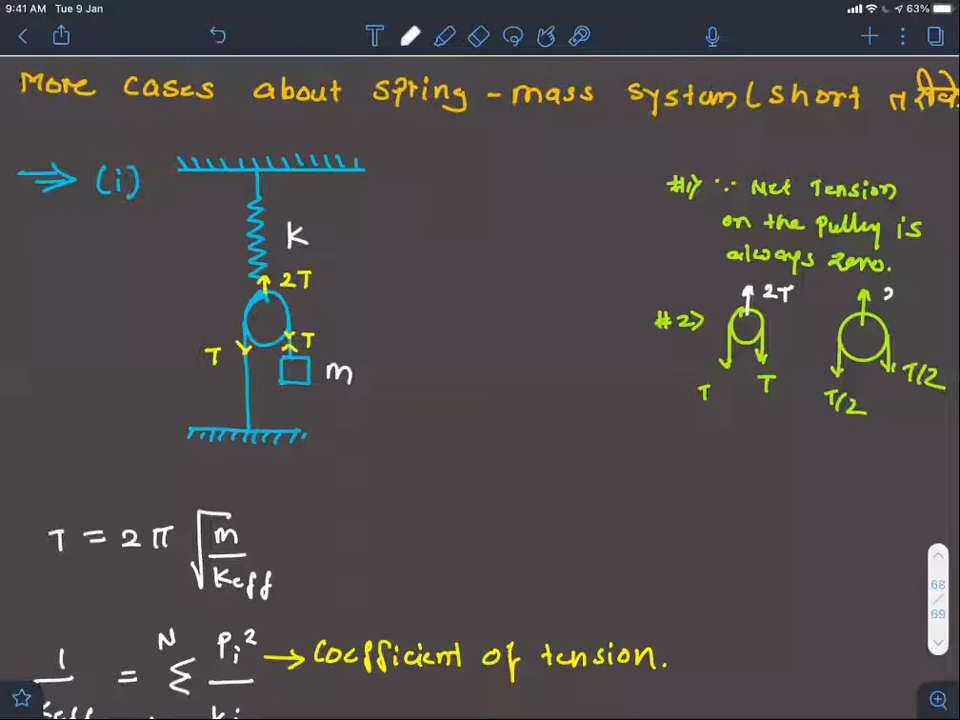 9:41 AM Tue 9 Jan
63%
More cases about spring - mass system ( short
(i)
K
2T
T
T
m
#1) ∵ Net Tension
on the pulley is
always zero.
#2>
2T
T
T
T/2
T/2
T = 2π √ m / Keff
1 / = N Σ Pi² / Ki → Coefficient of tension.
68
69